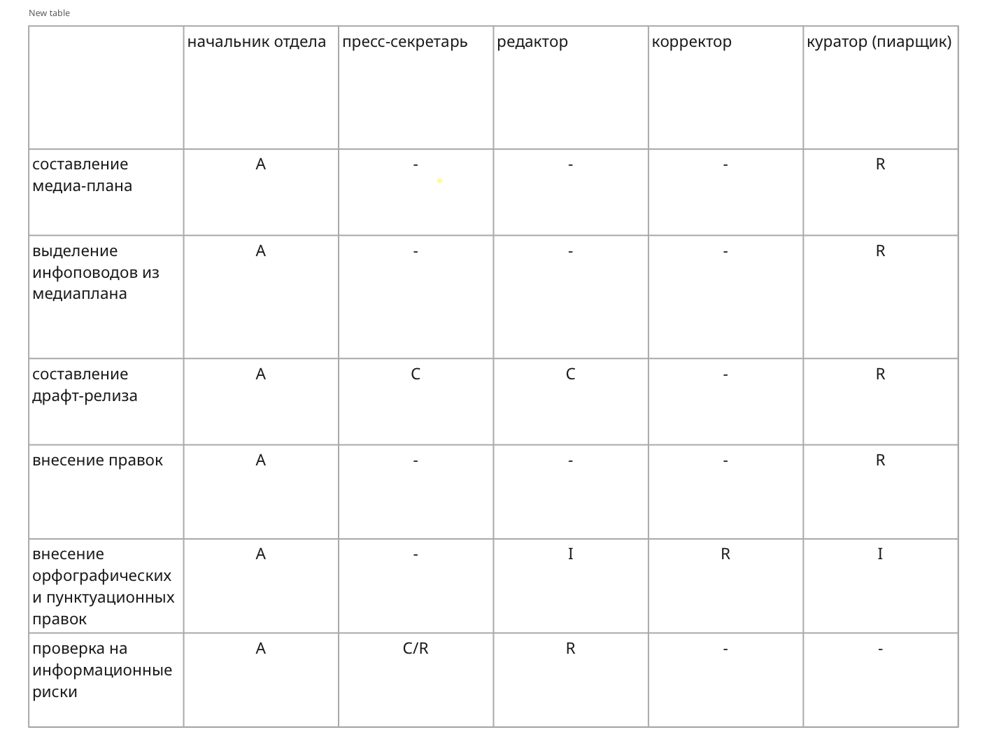 New table
начальник отдела пресс-секретарь редактор корректор куратор (пиарщик)
составление A - - - R
медиа-плана
выделение A - - - R
инфоповодов из
медиаплана
составление A C C - R
драфт-релиза
внесение правок A - - - R
внесение A - I R I
орфографических
и пунктуационных
правок
проверка на A C/R R - -
информационные
риски